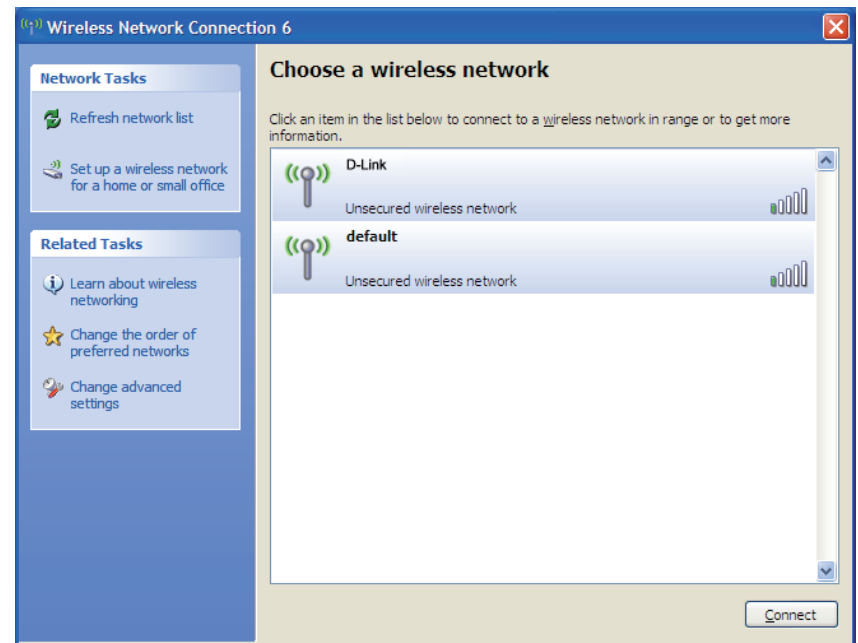 Wireless Network Connection 6
Network Tasks
Refresh network list
Set up a wireless network
for a home or small office
Related Tasks
Learn about wireless
networking
Change the order of
preferred networks
Change advanced
settings
Choose a wireless network
Click an item in the list below to connect to a wireless network in range or to get more
information.
D-Link
Unsecured wireless network
default
Unsecured wireless network
Connect